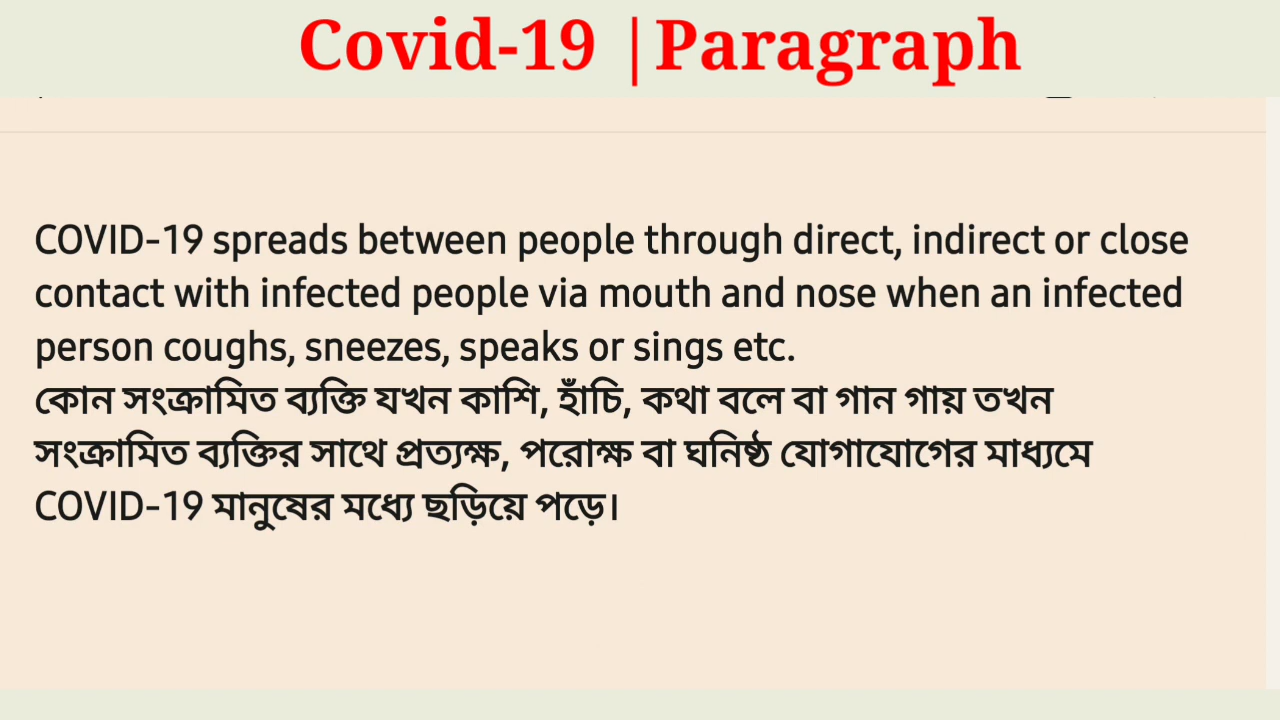 Covid-19 |Paragraph
COVID-19 spreads between people through direct, indirect or close
contact with infected people via mouth and nose when an infected
person coughs, sneezes, speaks or sings etc.
কোন সংক্রামিত ব্যক্তি যখন কাশি, হাঁচি, কথা বলে বা গান গায় তখন
সংক্রামিত ব্যক্তির সাথে প্রত্যক্ষ, পরোক্ষ বা ঘনিষ্ঠ যোগাযোগের মাধ্যমে
COVID-19 মানুষের মধ্যে ছড়িয়ে পড়ে।